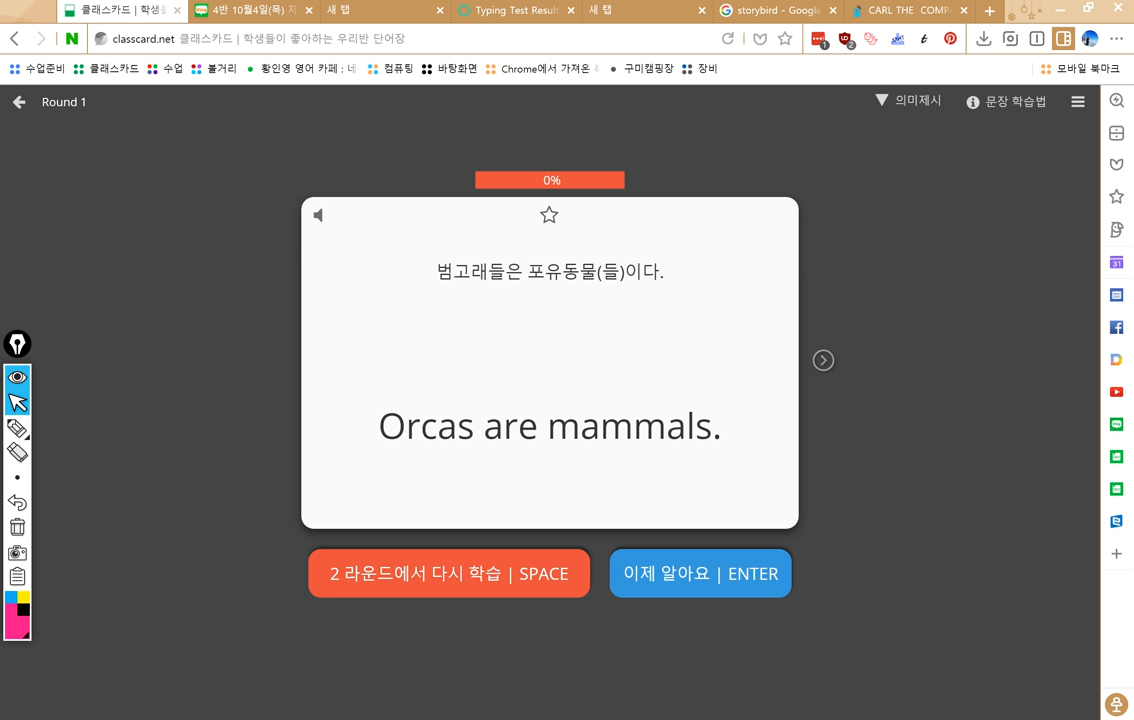 클래스카드 | 학생들
4반 10월4일(목) 지
새 탭
Typing Test Resul
새 탭
storybird - Google
CARL THE COMP
classcard.net 클래스카드 | 학생들이 좋아하는 우리반 단어장
수업준비 클래스카드 수업 볼거리 황인영 영어 카페 : 네 컴퓨팅 바탕화면 Chrome에서 가져온 구미캠핑장 장비 모바일 북마크
Round 1
의미제시
문장 학습법
0%
범고래들은 포유동물(들)이다.
Orcas are mammals.
2 라운드에서 다시 학습 | SPACE
이제 알아요 | ENTER